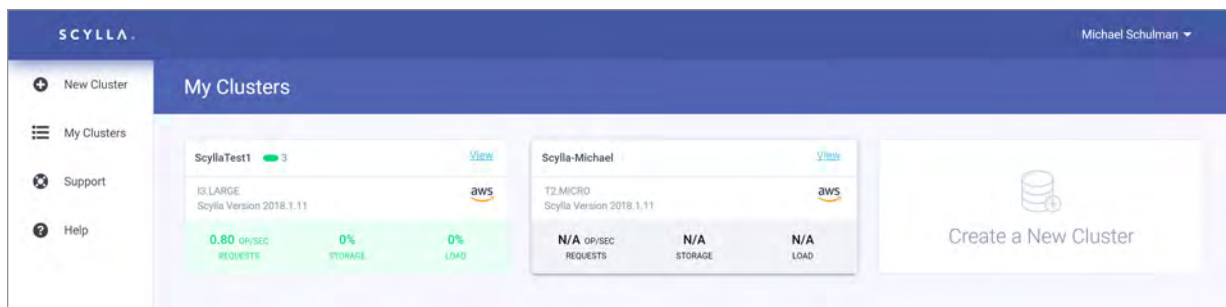 SCYLLA.
Michael Schulman
New Cluster
My Clusters
Support
Help
My Clusters
ScyllaTest1 3 View
I3.LARGE
Scylla Version 2018.1.11
aws
0.80 OP/SEC 0% 0%
REQUESTS STORAGE LOAD
Scylla-Michael View
T2.MICRO
Scylla Version 2018.1.11
aws
N/A OP/SEC N/A N/A
REQUESTS STORAGE LOAD
Create a New Cluster